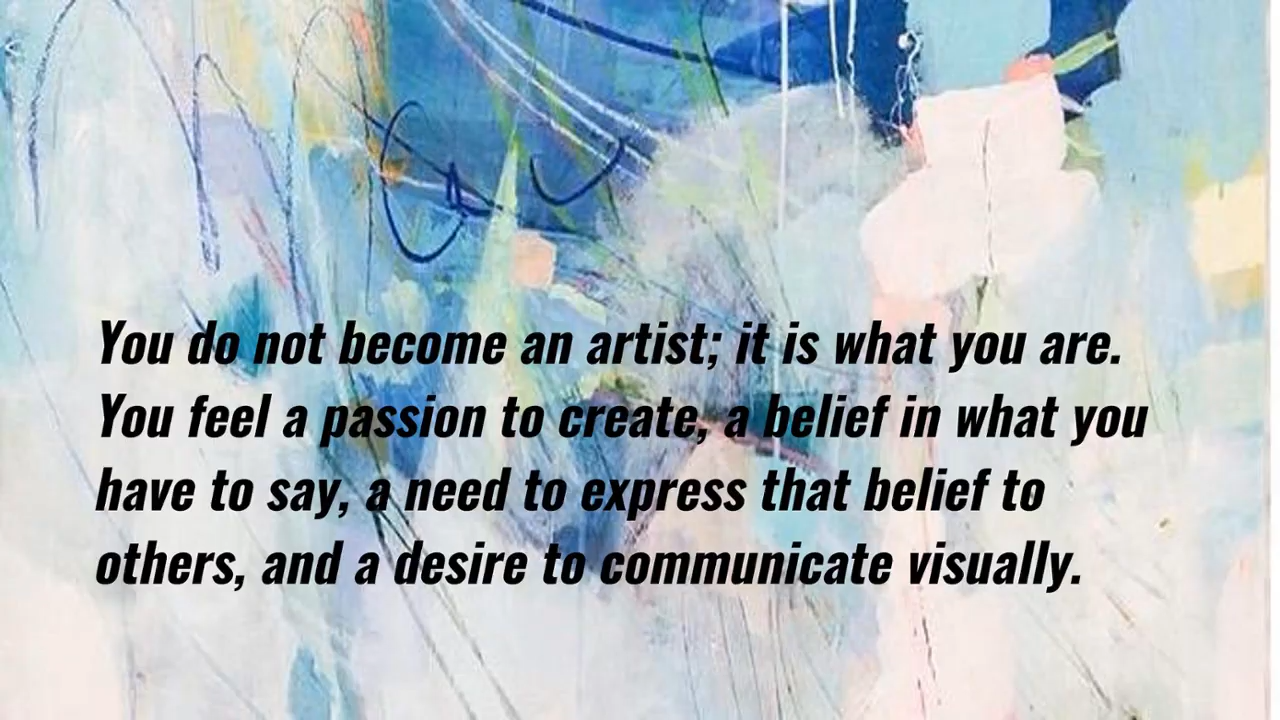 You do not become an artist; it is what you are.
You feel a passion to create, a belief in what you
have to say, a need to express that belief to
others, and a desire to communicate visually.